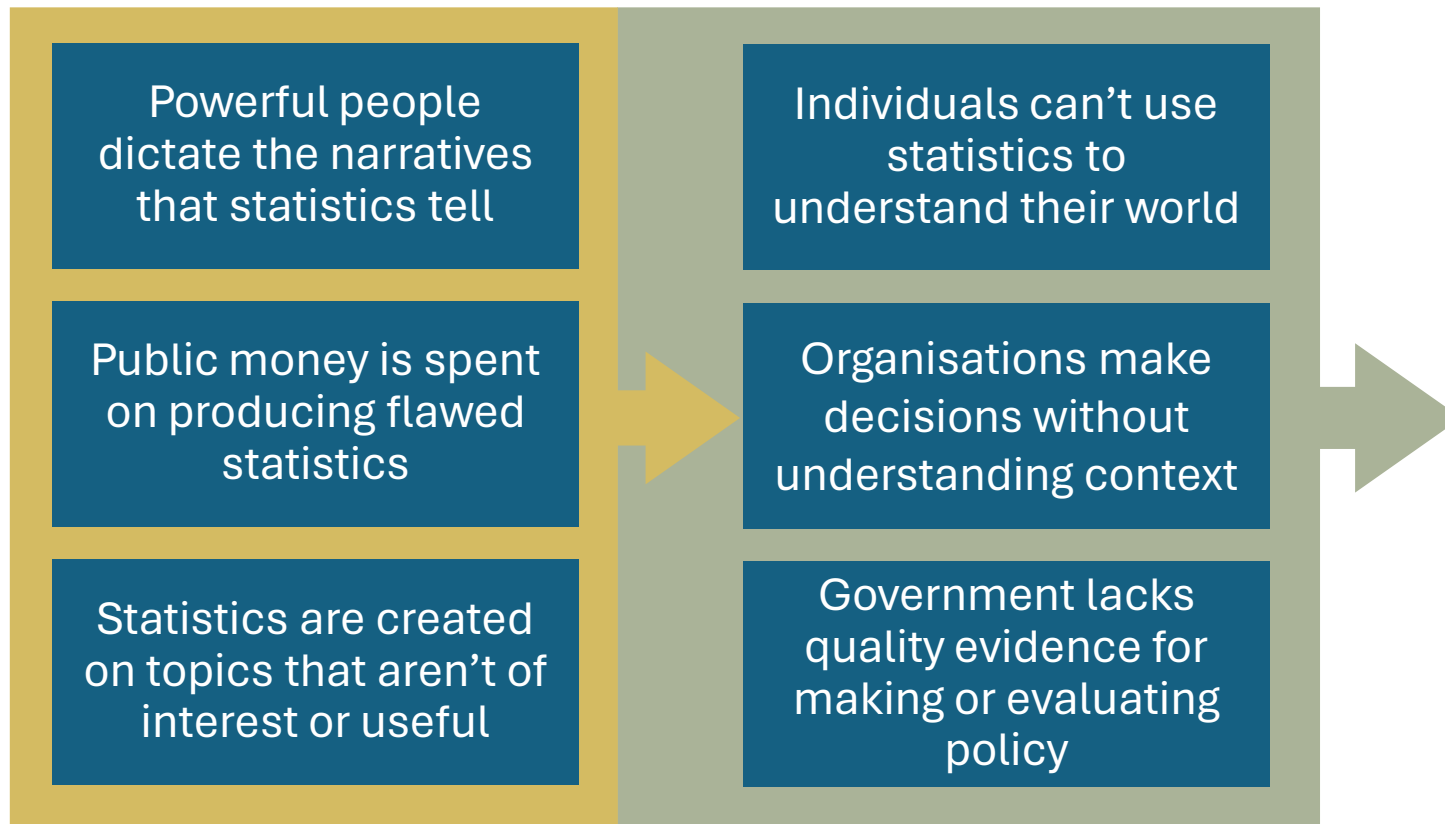 Powerful people
dictate the narratives
that statistics tell
Public money is spent
on producing flawed
statistics
Statistics are created
on topics that aren’t of
interest or useful
Individuals can’t use
statistics to
understand their world
Organisations make
decisions without
understanding context
Government lacks
quality evidence for
making or evaluating
policy